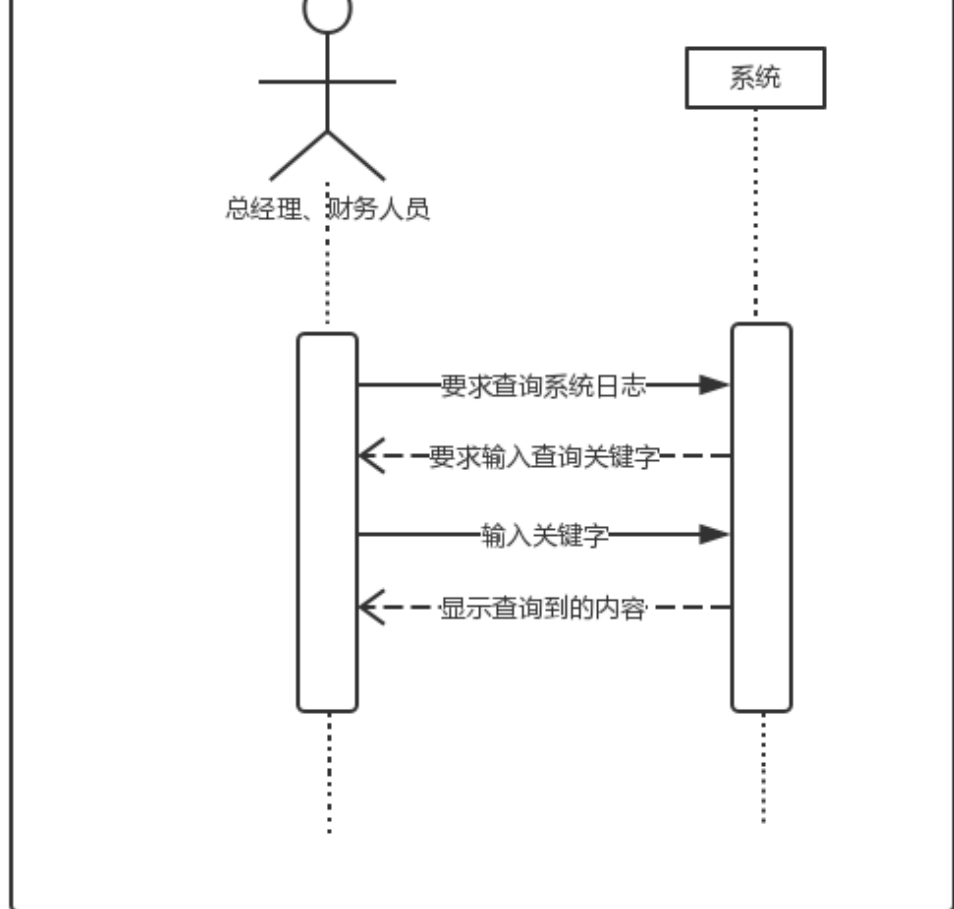 系统
总经理、财务人员
要求查询系统日志
要求输入查询关键字
输入关键字
显示查询到的内容